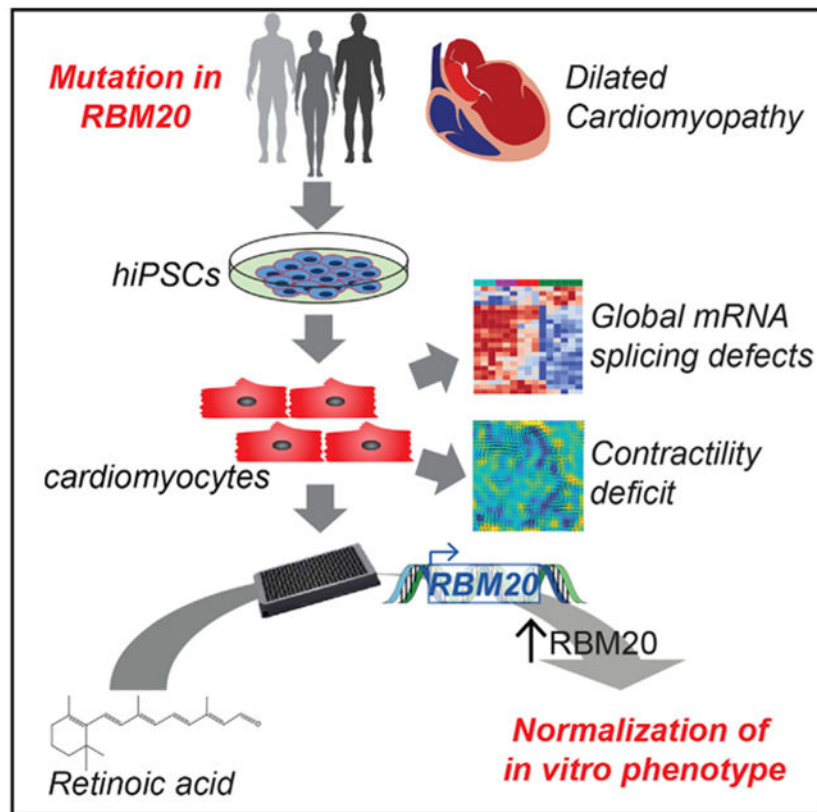 Mutation in
RBM20
Dilated
Cardiomyopathy
hiPSCs
Global mRNA
splicing defects
cardiomyocytes
Contractility
deficit
RBM20
↑RBM20
O
Retinoic acid
Normalization of
in vitro phenotype